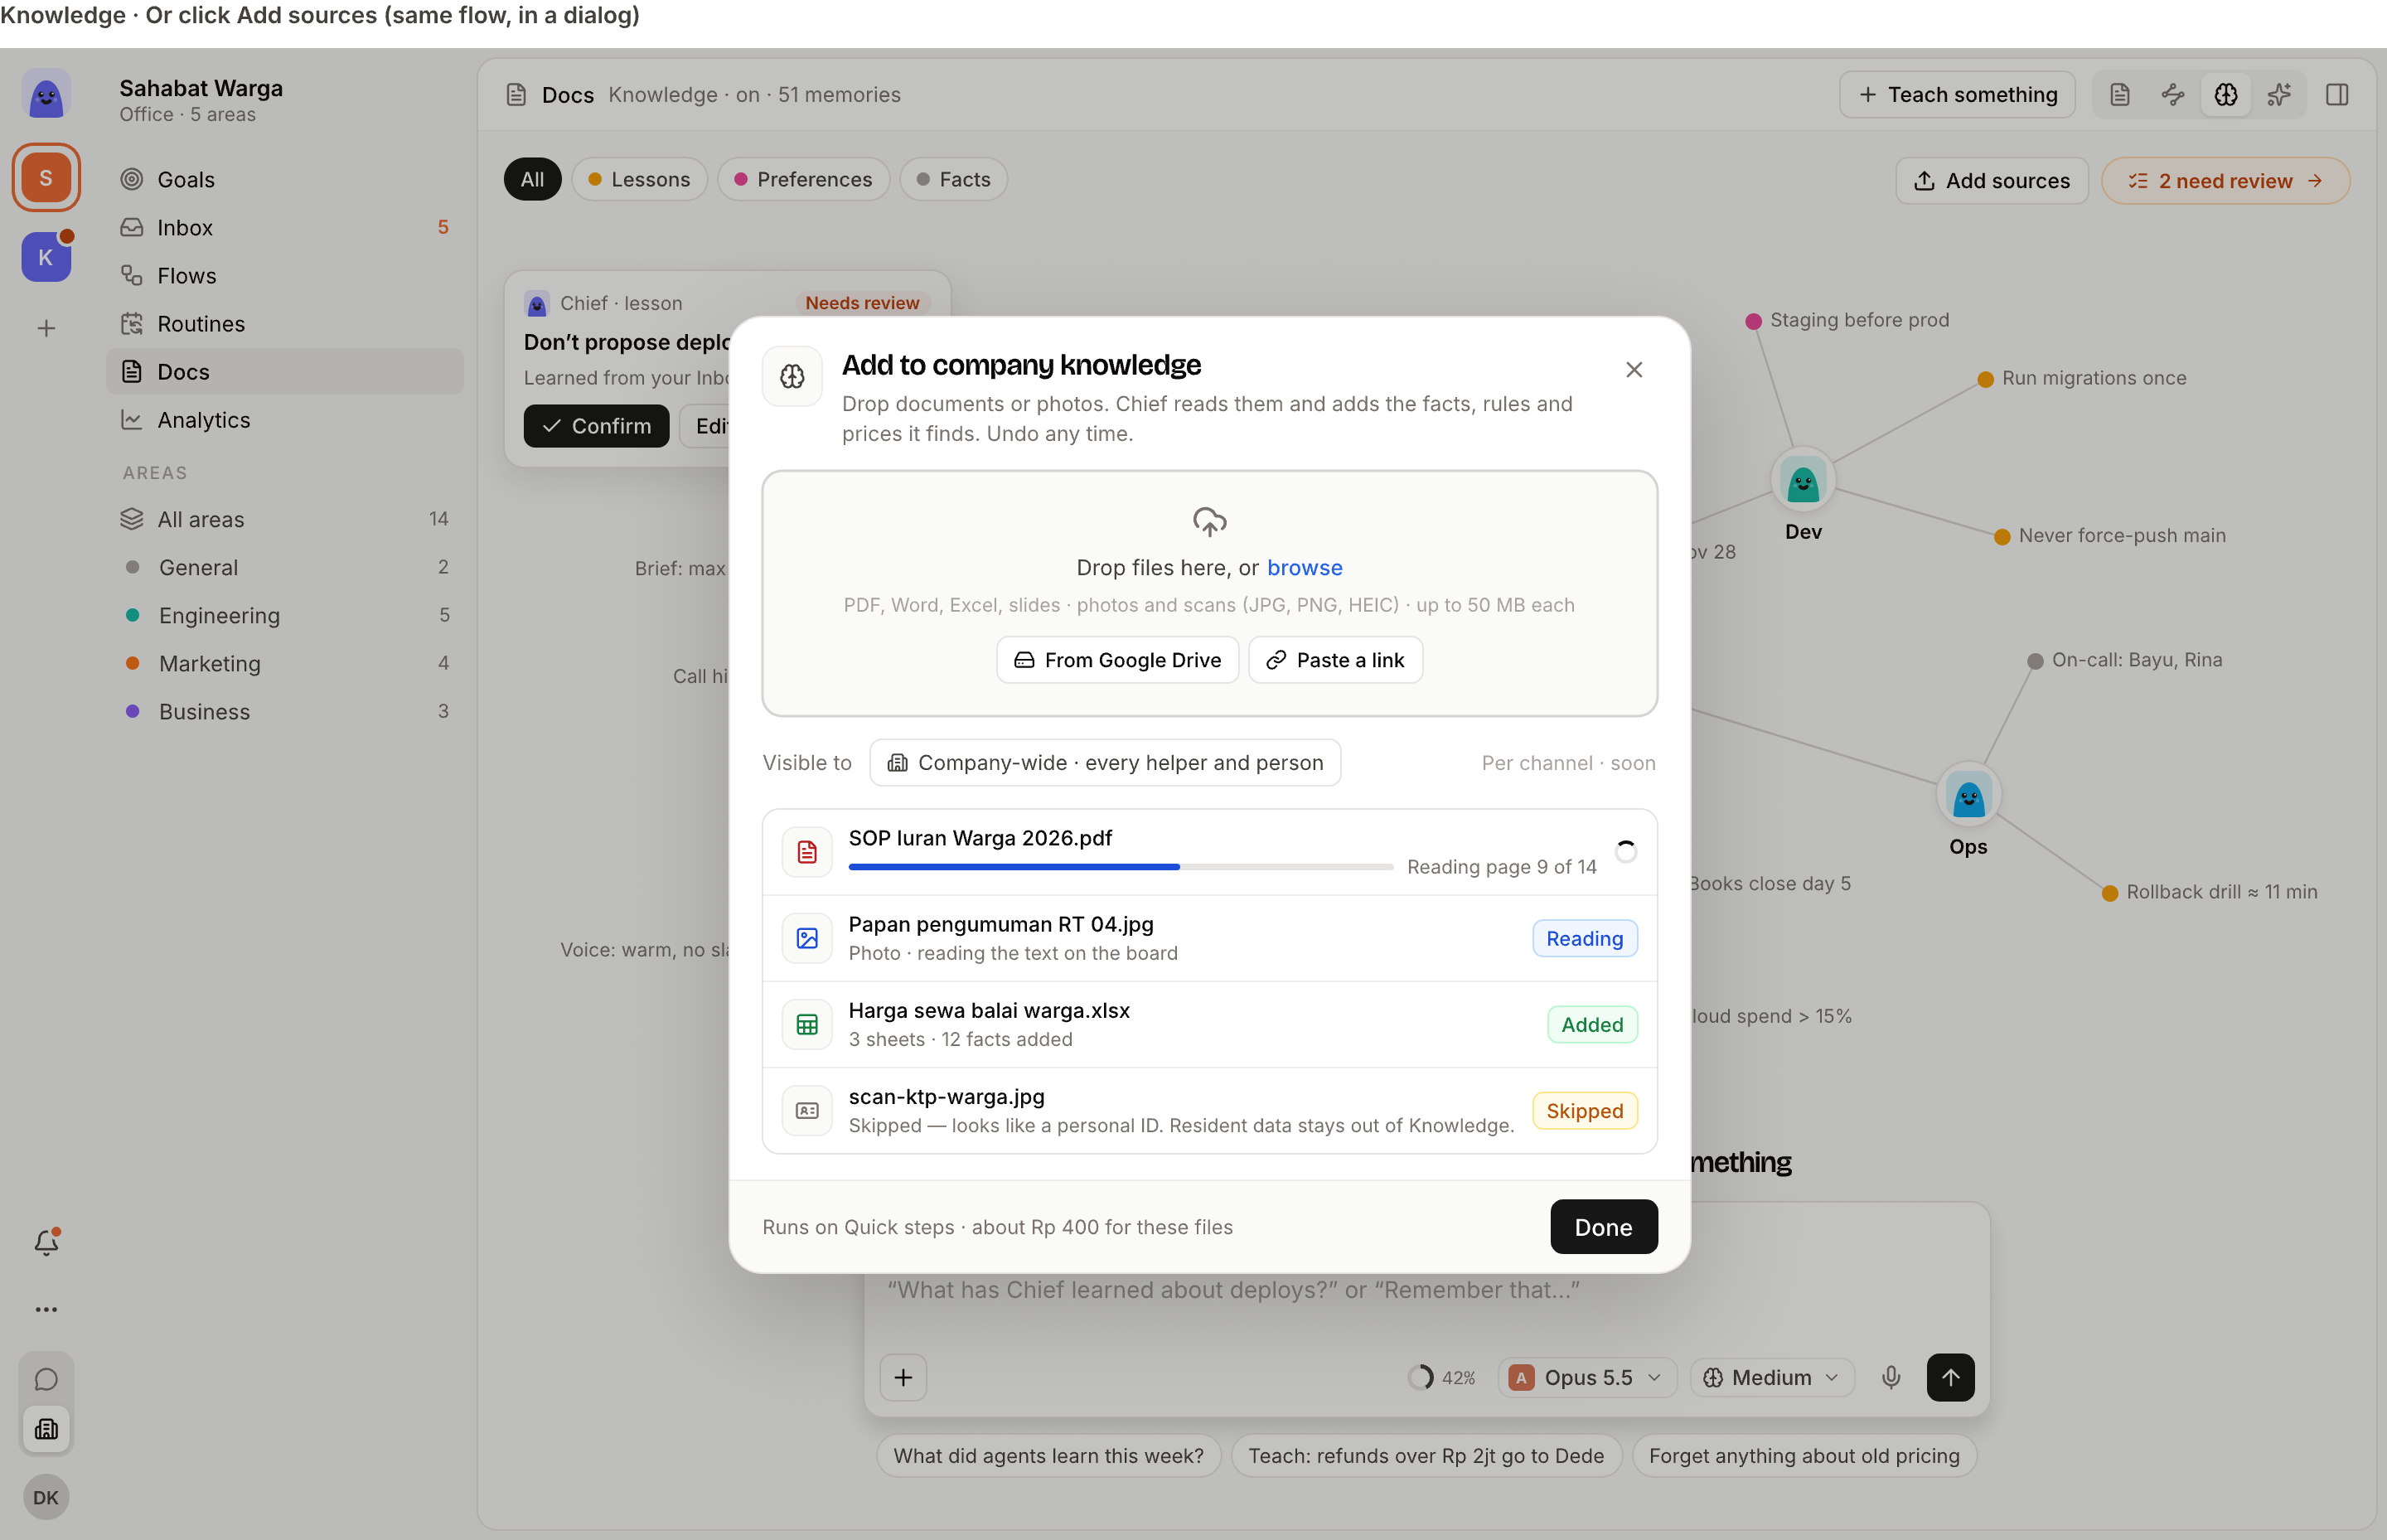 Knowledge · Or click Add sources (same flow, in a dialog)
Sahabat Warga
Office · 5 areas
S
K
Goals
Inbox 5
Flows
Routines
Docs
Analytics
AREAS
All areas 14
General 2
Engineering 5
Marketing 4
Business 3
DK
Docs Knowledge · on · 51 memories
Teach something
All Lessons Preferences Facts
Add sources 2 need review
Chief · lesson Needs review
Don’t propose
Learned from your
Confirm
Brief: max
Call
Voice: warm, no
Staging before prod
Run migrations once
Dev
28
Never force-push main
On-call: Bayu, Rina
Ops
Books close day 5
Rollback drill ≈ 11 min
spend > 15%
Add to company knowledge
Drop documents or photos. Chief reads them and adds the facts, rules and
prices it finds. Undo any time.
Drop files here, or browse
PDF, Word, Excel, slides · photos and scans (JPG, PNG, HEIC) · up to 50 MB each
From Google Drive Paste a link
Visible to Company-wide · every helper and person Per channel · soon
SOP Iuran Warga 2026.pdf
Reading page 9 of 14
Papan pengumuman RT 04.jpg
Photo · reading the text on the board
Reading
Harga sewa balai warga.xlsx
3 sheets · 12 facts added
Added
scan-ktp-warga.jpg
Skipped — looks like a personal ID. Resident data stays out of Knowledge.
Skipped
Runs on Quick steps · about Rp 400 for these files
Done
“What has Chief learned about deploys?” or “Remember that…”
42% A Opus 5.5 Medium
What did agents learn this week? Teach: refunds over Rp 2jt go to Dede Forget anything about old pricing